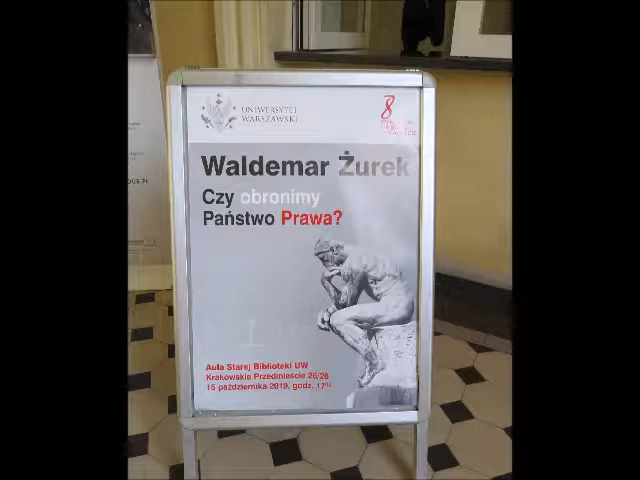 UNIWERSYTET
WARSZAWSKI
8
Waldemar Żurek
Czy obronimy
Państwo Prawa?
Aula Starej Biblioteki UW
Krakowskie Przedmieście 26/28
15 października 2019, godz. 17⁰⁰